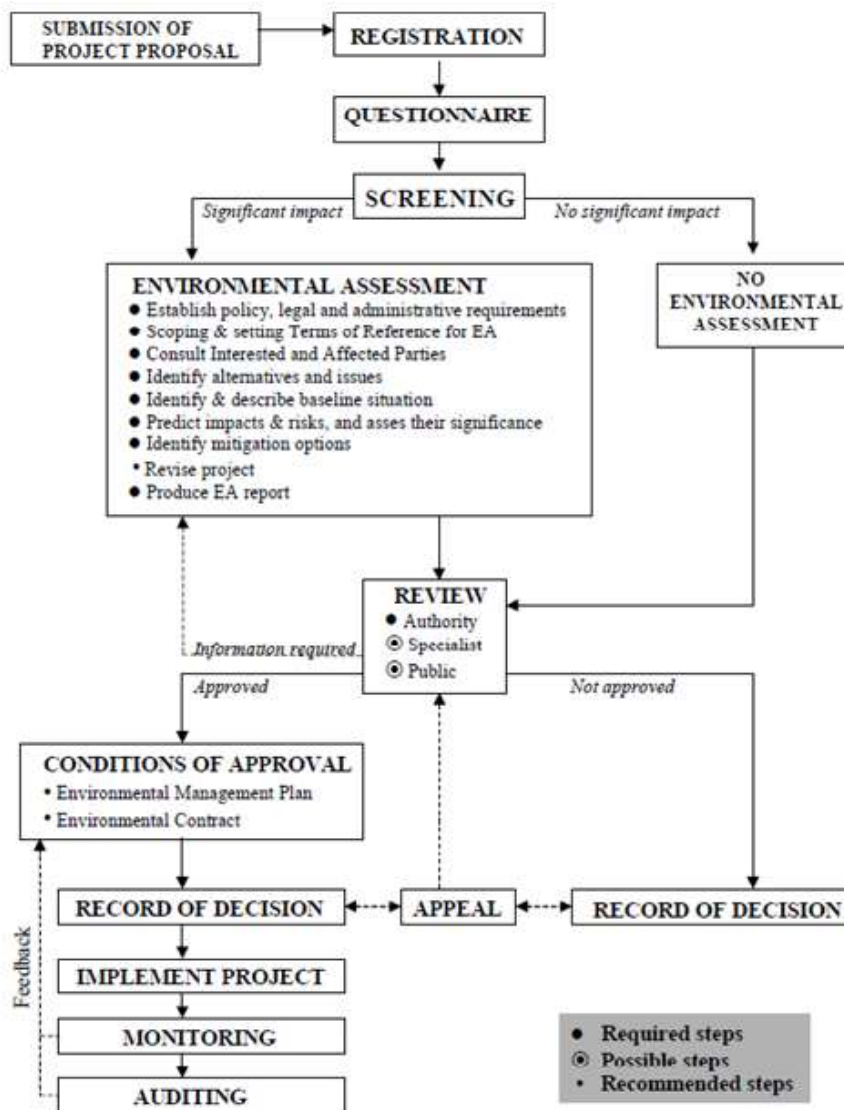 SUBMISSION OF
PROJECT PROPOSAL
REGISTRATION
QUESTIONNAIRE
SCREENING
Significant impact
No significant impact
ENVIRONMENTAL ASSESSMENT
● Establish policy, legal and administrative requirements
● Scoping & setting Terms of Reference for EA
● Consult Interested and Affected Parties
● Identify alternatives and issues
● Identify & describe baseline situation
● Predict impacts & risks, and asses their significance
● Identify mitigation options
• Revise project
● Produce EA report
NO
ENVIRONMENTAL
ASSESSMENT
REVIEW
● Authority
◉ Specialist
◉ Public
Information required
Approved
Not approved
CONDITIONS OF APPROVAL
• Environmental Management Plan
• Environmental Contract
RECORD OF DECISION
APPEAL
RECORD OF DECISION
Feedback
IMPLEMENT PROJECT
MONITORING
AUDITING
● Required steps
◉ Possible steps
• Recommended steps